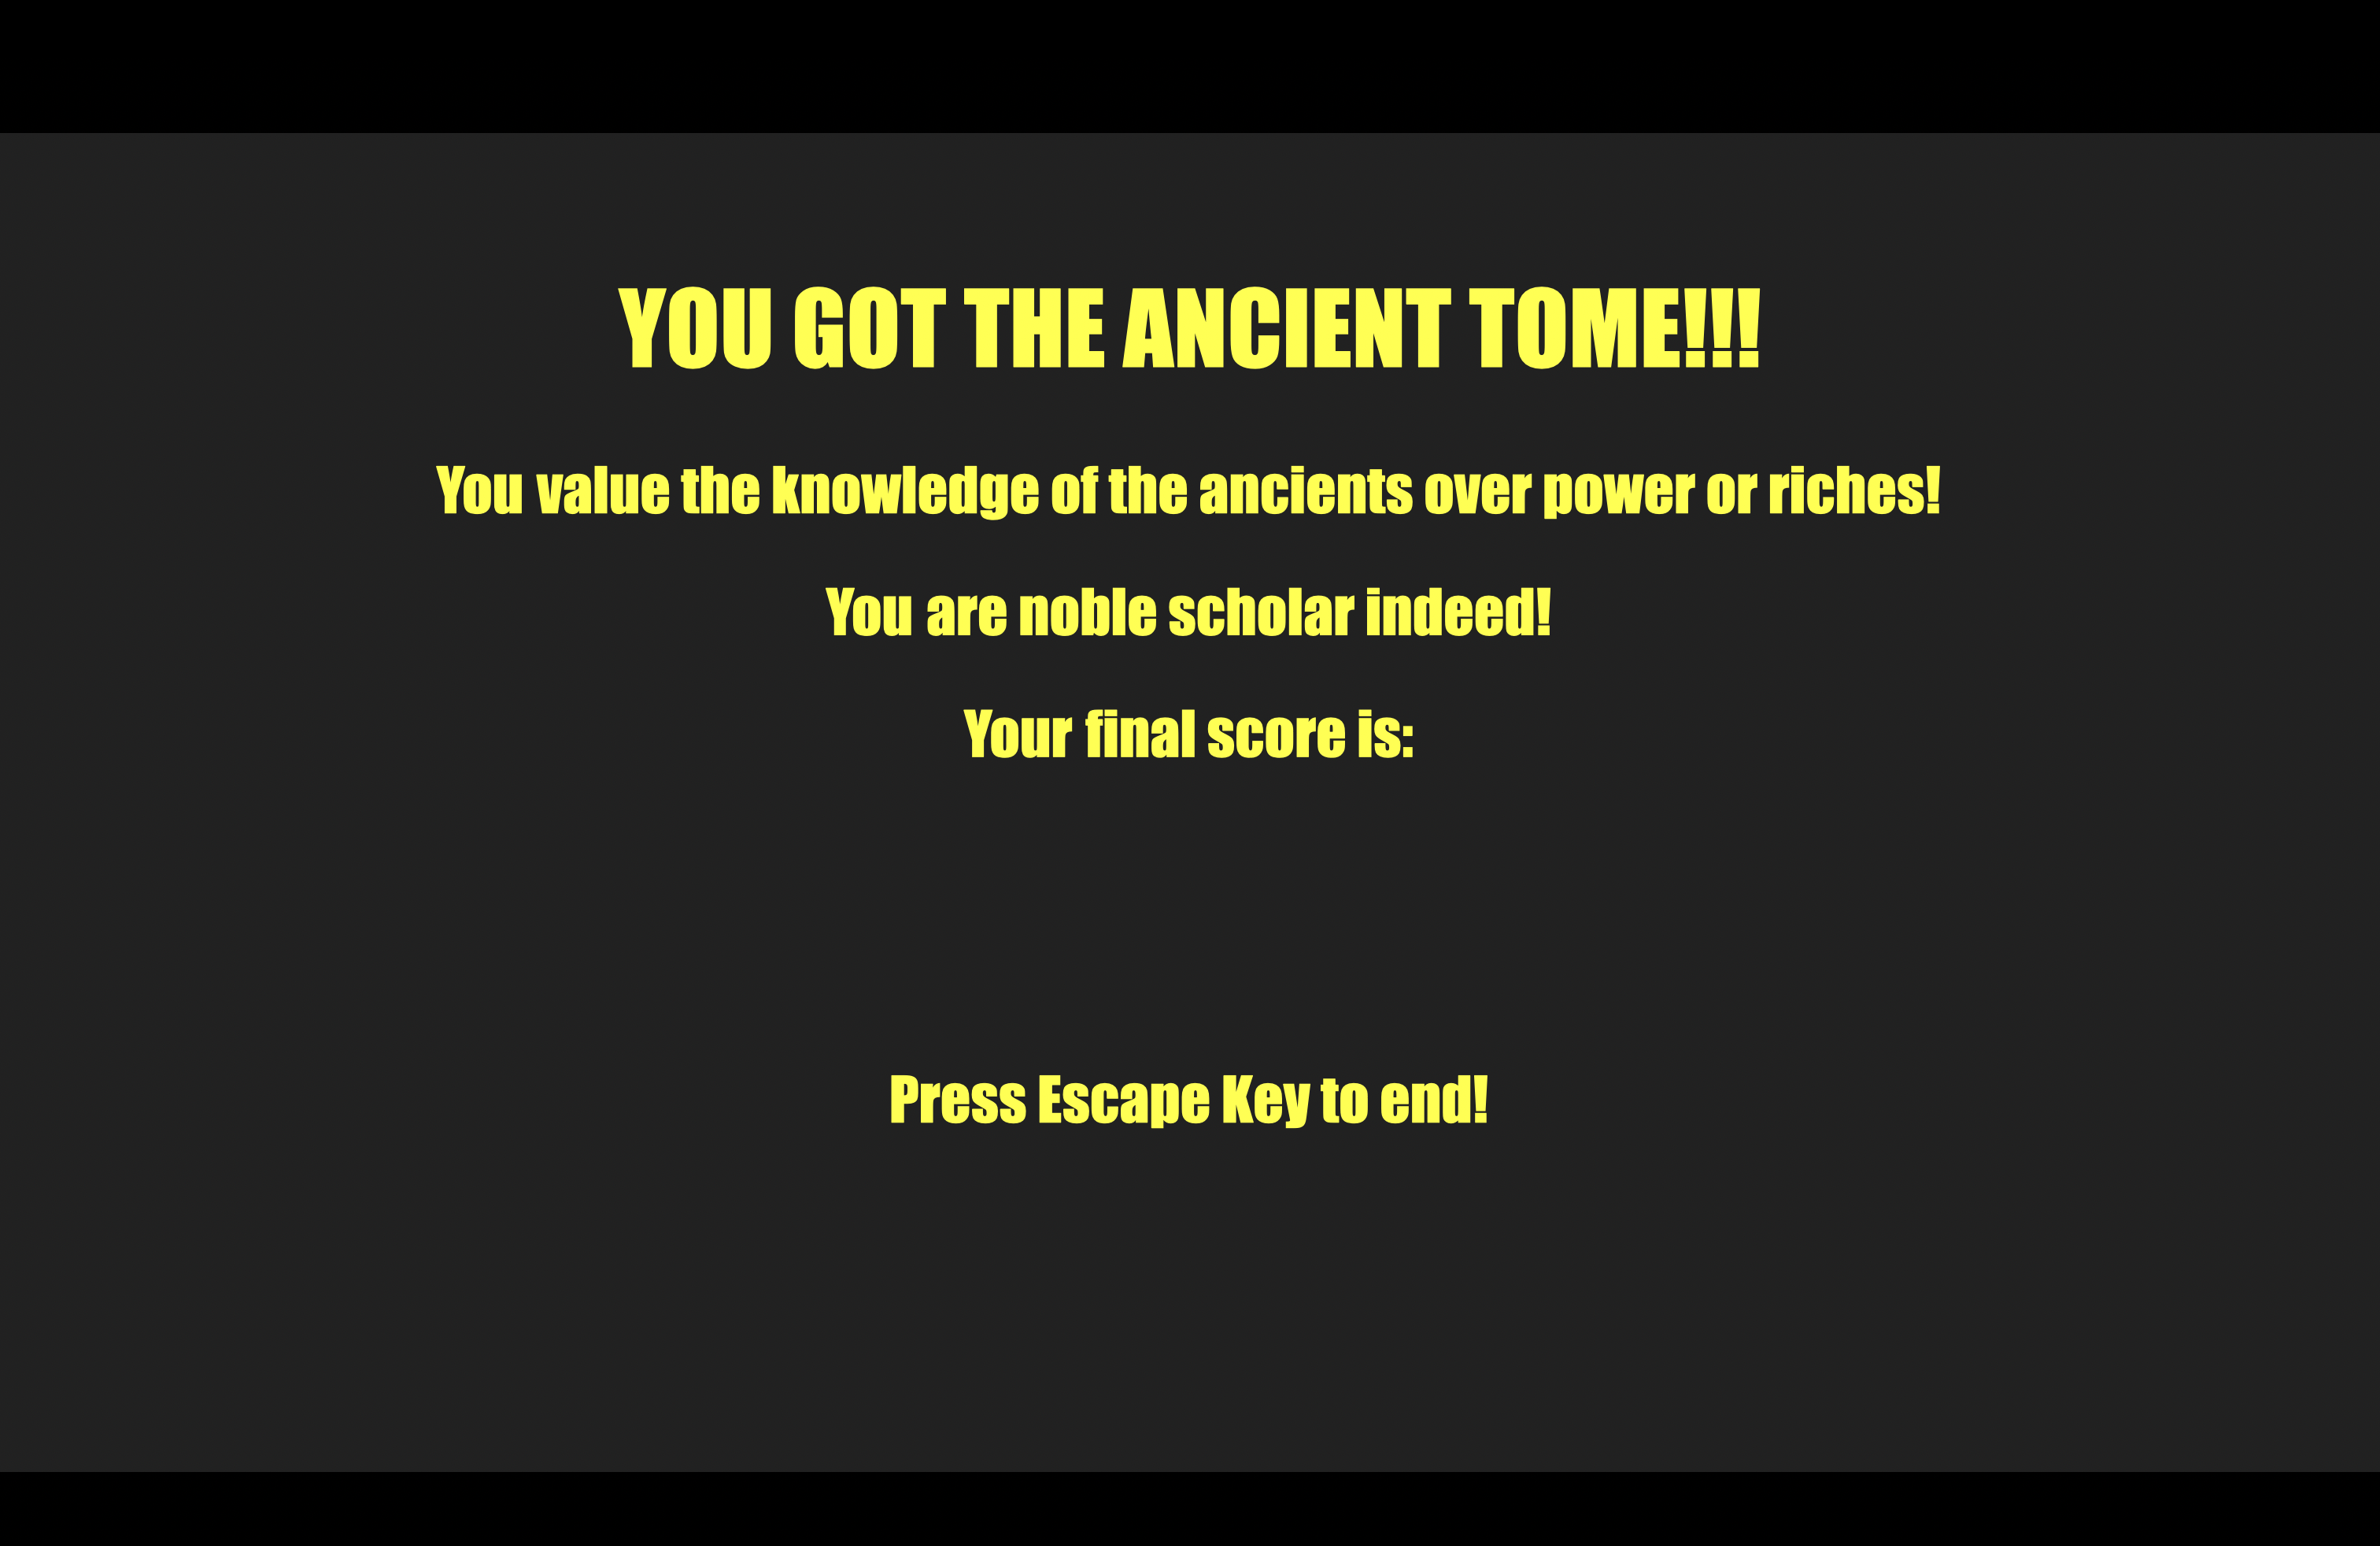 YOU GOT THE ANCIENT TOME!!!
You value the knowledge of the ancients over power or riches!
You are noble scholar indeed!
Your final score is:
Press Escape Key to end!